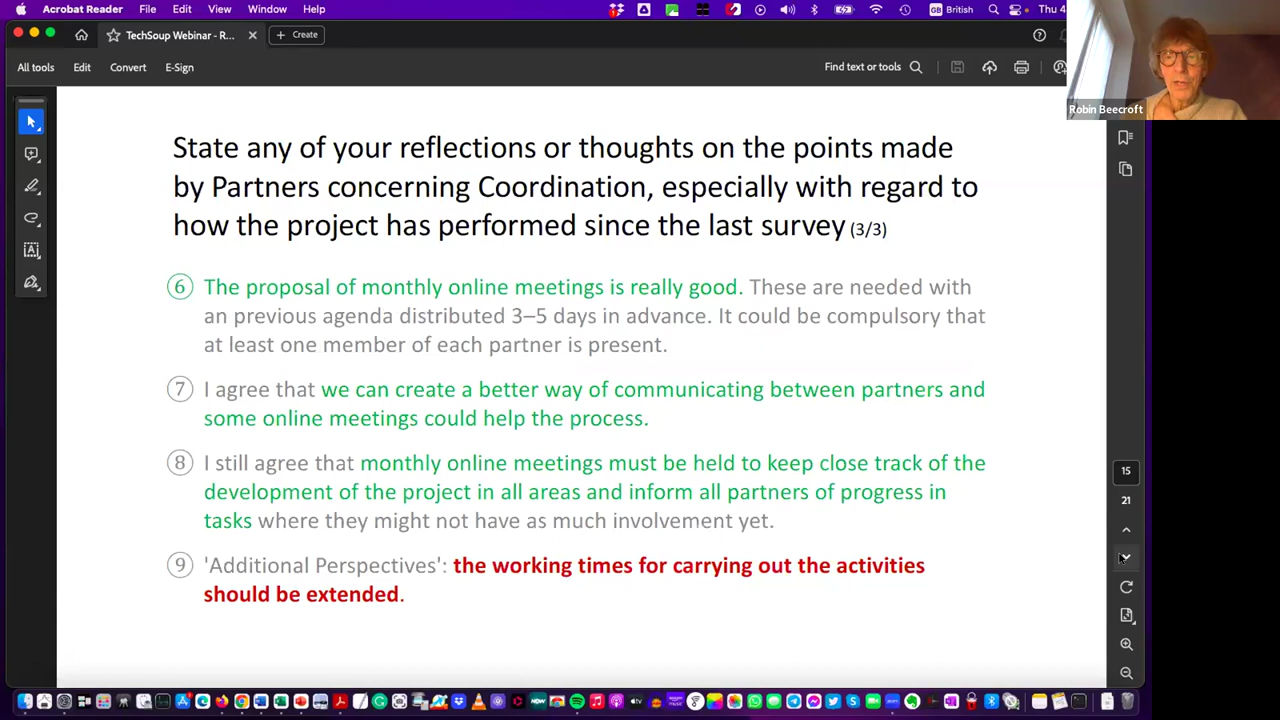 Acrobat Reader File Edit View Window Help British Thu 4
TechSoup Webinar - R... Create
All tools Edit Convert E-Sign Find text or tools
Robin Beecroft
State any of your reflections or thoughts on the points made
by Partners concerning Coordination, especially with regard to
how the project has performed since the last survey (3/3)
6 The proposal of monthly online meetings is really good. These are needed with
an previous agenda distributed 3–5 days in advance. It could be compulsory that
at least one member of each partner is present.
7 I agree that we can create a better way of communicating between partners and
some online meetings could help the process.
8 I still agree that monthly online meetings must be held to keep close track of the
development of the project in all areas and inform all partners of progress in
tasks where they might not have as much involvement yet.
9 'Additional Perspectives': the working times for carrying out the activities
should be extended.
15
21